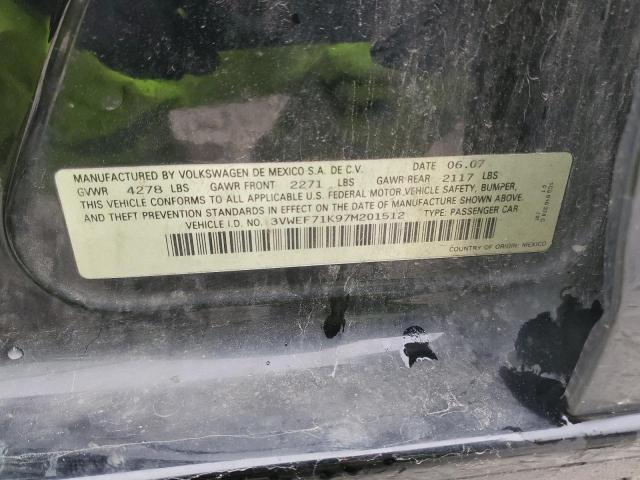 MANUFACTURED BY VOLKSWAGEN DE MEXICO S.A. DE C.V. DATE 06.07
GVWR 4278 LBS GAWR FRONT 2271 LBS GAWR REAR 2117 LBS
THIS VEHICLE CONFORMS TO ALL APPLICABLE U.S. FEDERAL MOTOR VEHICLE SAFETY, BUMPER,
AND THEFT PREVENTION STANDARDS IN EFFECT ON THE DATE OF MANUFACTURE SHOWN ABOVE.
VEHICLE I.D. NO. 3VWEF71K97M201512 TYPE: PASSENGER CAR
COUNTRY OF ORIGIN: MEXICO